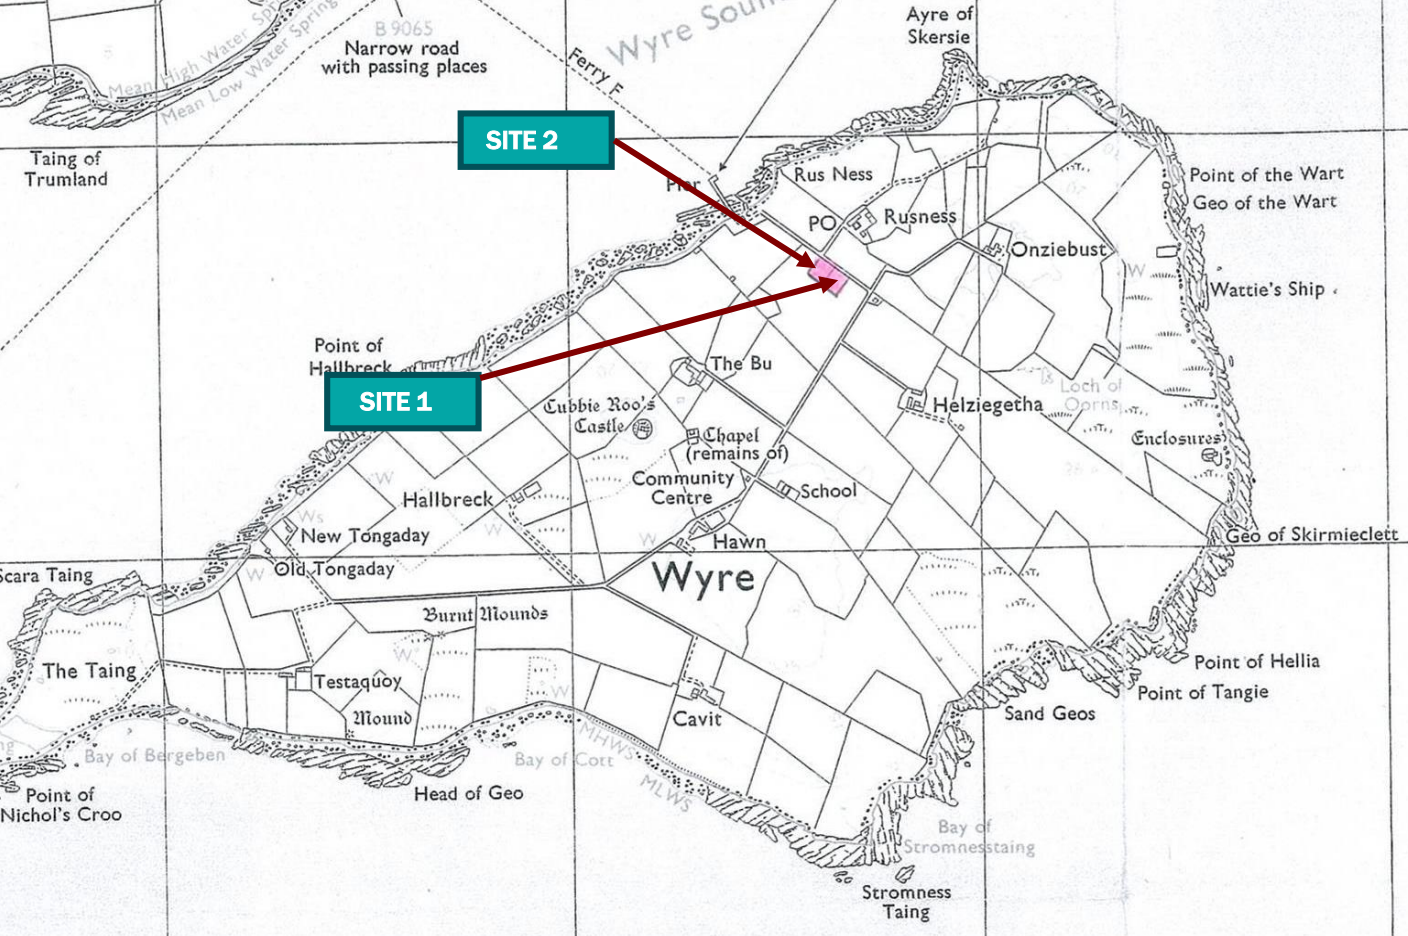 Ayre of
Skersie
Wyre Sound
B 9065
Narrow road
with passing places
Ferry F
Mean High Water Spr
Mean Low Water Spring
SITE 2
Taing of
Trumland
Pier
Rus Ness
Point of the Wart
Geo of the Wart
PO
Rusness
Onziebust
W
Wattie's Ship
Point of
Hallbreck
The Bu
SITE 1
Loch of
Oorns
Cubbie Roo's
Castle
Helziegetha
Chapel
(remains of)
Enclosures
Community
Centre
School
W
Hallbreck
Ws
W
New Tongaday
W
Hawn
Geo of Skirmieclett
Old Tongaday
W
Scara Taing
Wyre
Burnt Mounds
W
The Taing
Testaquoy
W
Point of Hellia
Point of Tangie
Mound
Cavit
Sand Geos
ng
Bay of Bergeben
MHWS
Bay of Cott
MLWS
Point of
Nichol's Croo
Head of Geo
Bay of
Stromnesstaing
Stromness
Taing